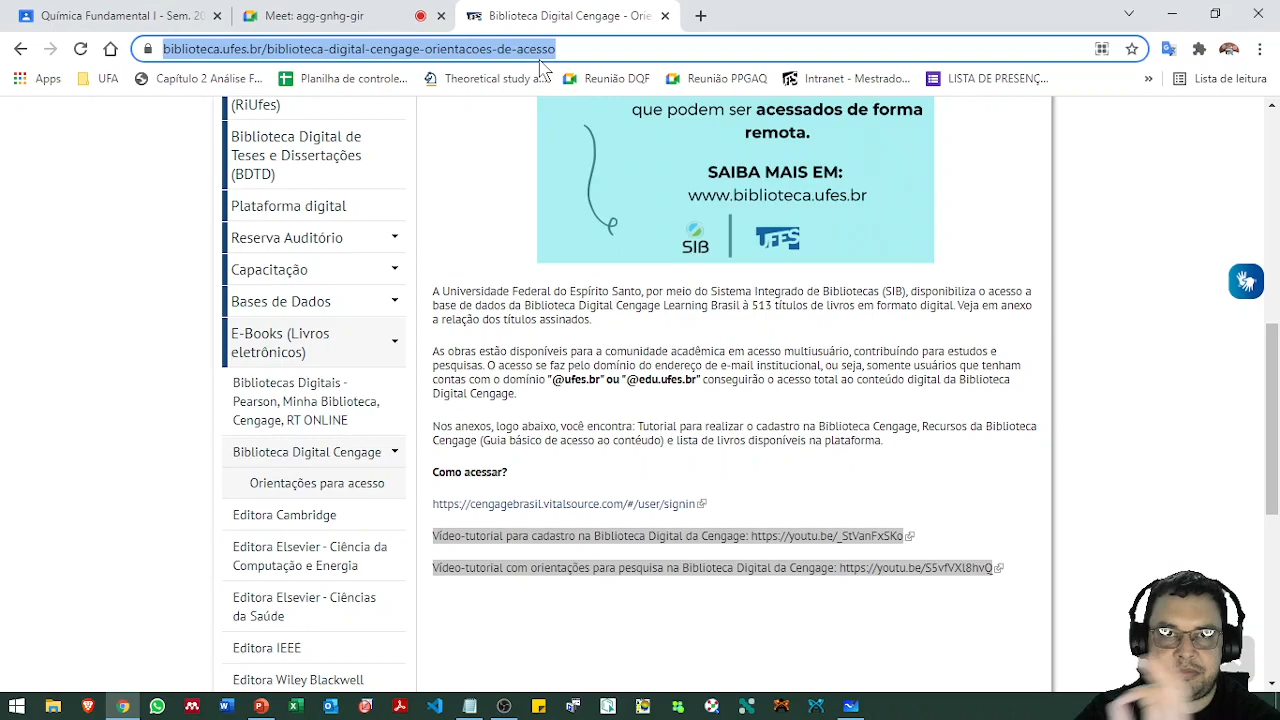 Química Fundamental I - Sem. 20
Meet: agg-gnhg-gir
Biblioteca Digital Cengage - Orie
biblioteca.ufes.br/biblioteca-digital-cengage-orientacoes-de-acesso
Apps
UFA
Capítulo 2 Análise F...
Planilha de controle...
Theoretical study a...
Reunião DQF
Reunião PPGAQ
Intranet - Mestrado...
LISTA DE PRESENÇ...
»
Lista de leitura
(RiUfes)
Biblioteca Digital de
Teses e Dissertações
(BDTD)
Plataforma digital
Reserva Auditório
Capacitação
Bases de Dados
E-Books (Livros
eletrônicos)
Bibliotecas Digitais -
Pearson, Minha Biblioteca,
Cengage, RT ONLINE
Biblioteca Digital Cengage
Orientações para acesso
Editora Cambridge
Editora Elsevier - Ciência da
Computação e Energia
Editora Elsevier - Ciências
da Saúde
Editora IEEE
Editora Wiley Blackwell
que podem ser acessados de forma
remota.
SAIBA MAIS EM:
www.biblioteca.ufes.br
SIB
UFES
A Universidade Federal do Espírito Santo, por meio do Sistema Integrado de Bibliotecas (SIB), disponibiliza o acesso a
base de dados da Biblioteca Digital Cengage Learning Brasil à 513 títulos de livros em formato digital. Veja em anexo
a relação dos títulos assinados.
As obras estão disponíveis para a comunidade acadêmica em acesso multiusuário, contribuíndo para estudos e
pesquisas. O acesso se faz pelo domínio do endereço de e-mail institucional, ou seja, somente usuários que tenham
contas com o domínio "@ufes.br" ou "@edu.ufes.br" conseguirão o acesso total ao conteúdo digital da Biblioteca
Digital Cengage.
Nos anexos, logo abaixo, você encontra: Tutorial para realizar o cadastro na Biblioteca Cengage, Recursos da Biblioteca
Cengage (Guia básico de acesso ao contéudo) e lista de livros disponíveis na plataforma.
Como acessar?
https://cengagebrasil.vitalsource.com/#/user/signin
Vídeo-tutorial para cadastro na Biblioteca Digital da Cengage: https://youtu.be/_StVanFxSKo
Vídeo-tutorial com orientações para pesquisa na Biblioteca Digital da Cengage: https://youtu.be/S5vfVXl8hvQ